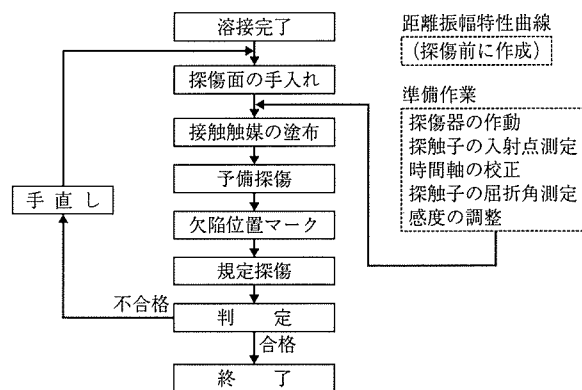 溶接完了
探傷面の手入れ
接触触媒の塗布
予備探傷
欠陥位置マーク
規定探傷
判定
合格
終了
不合格
手直し
距離振幅特性曲線
(探傷前に作成)
準備作業
探傷器の作動
探触子の入射点測定
時間軸の校正
探触子の屈折角測定
感度の調整